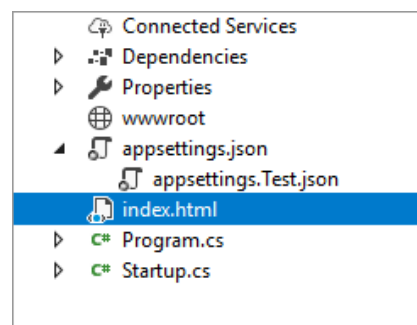 Connected Services
Dependencies
Properties
wwwroot
appsettings.json
appsettings.Test.json
index.html
C# Program.cs
C# Startup.cs